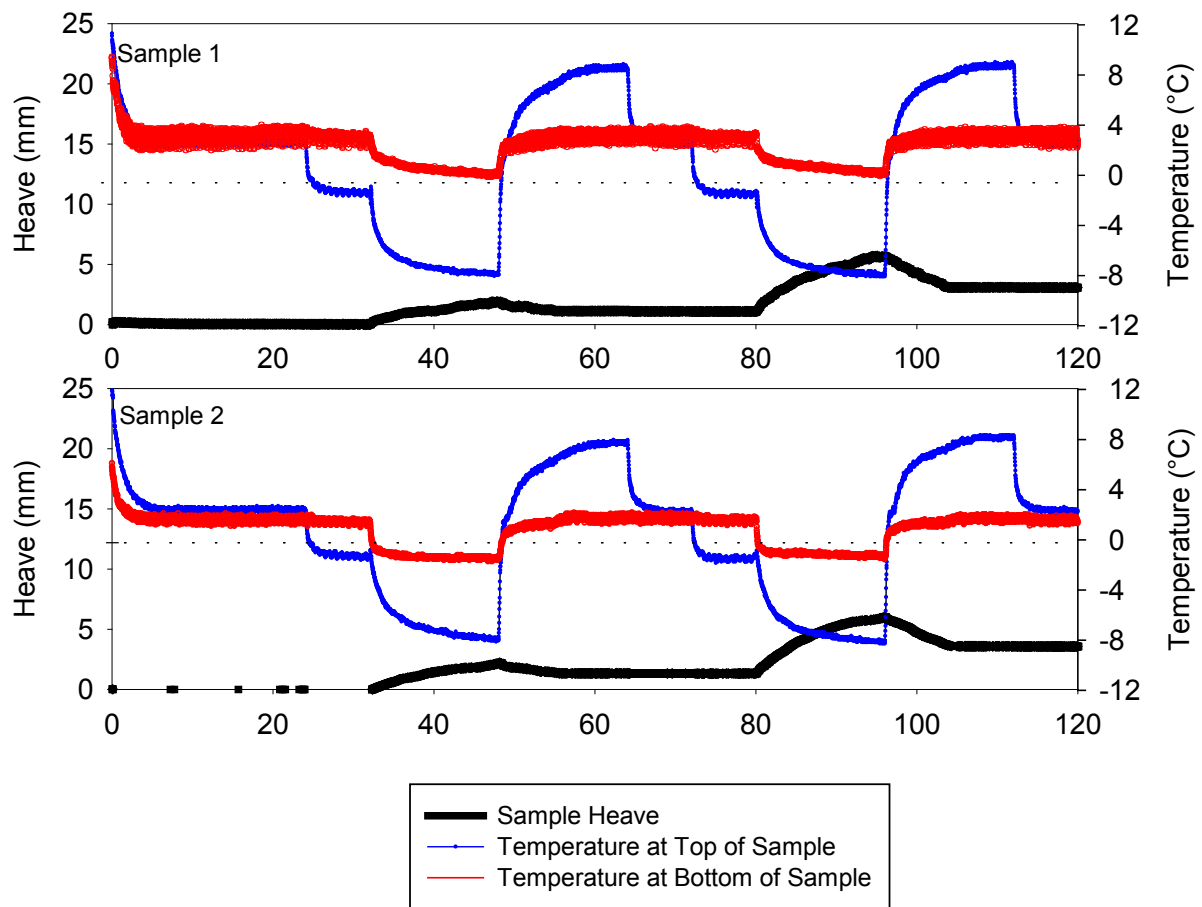 Sample 1
Heave (mm)
25
20
15
10
5
0
12
8
4
0
-4
-8
-12
Temperature (°C)
0 20 40 60 80 100 120
Sample 2
Heave (mm)
25
20
15
10
5
0
12
8
4
0
-4
-8
-12
Temperature (°C)
0 20 40 60 80 100 120
Sample Heave
Temperature at Top of Sample
Temperature at Bottom of Sample